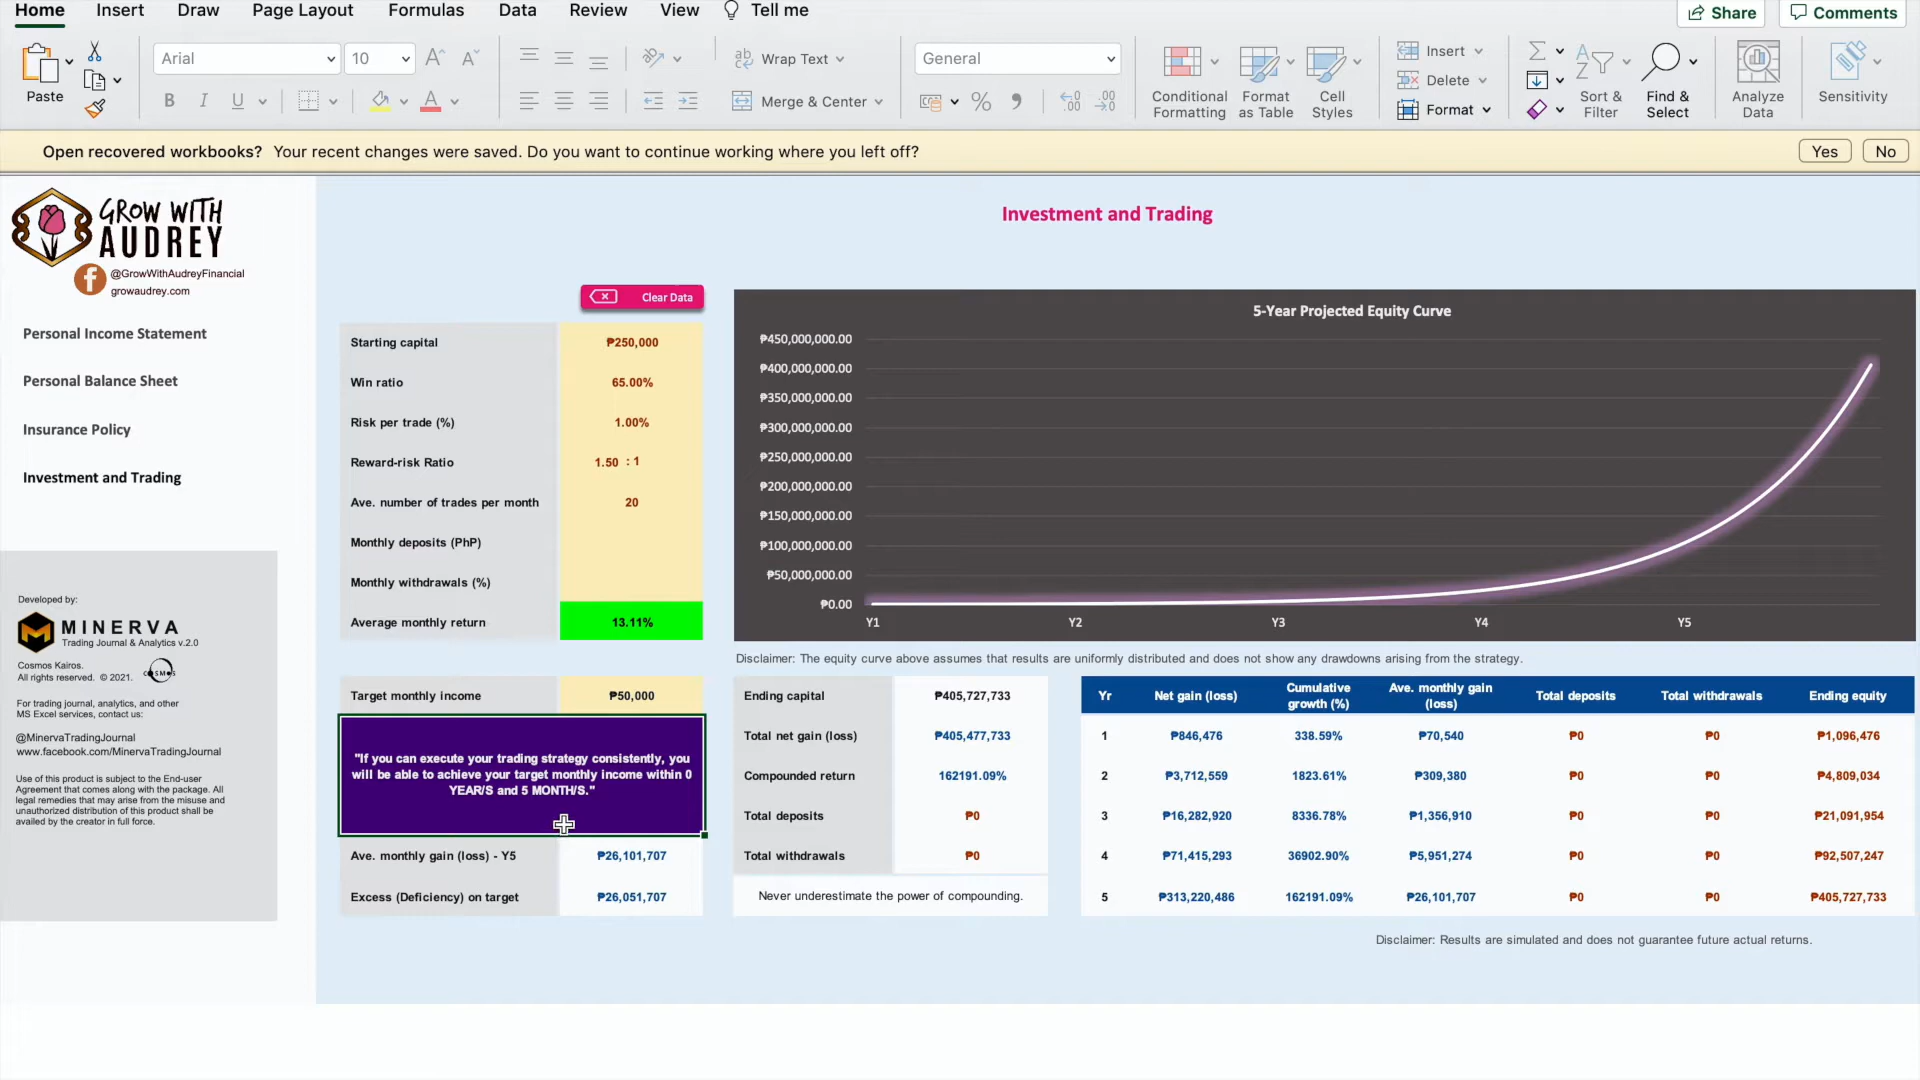 Home Insert Draw Page Layout Formulas Data Review View Tell me Share Comments
Paste
Arial 10
B I U
Wrap Text
Merge & Center
General
Conditional Formatting
Format as Table
Cell Styles
Insert
Delete
Format
Sort & Filter
Find & Select
Analyze Data
Sensitivity
Open recovered workbooks? Your recent changes were saved. Do you want to continue working where you left off? Yes No
GROW WITH
AUDREY
@GrowWithAudreyFinancial
growaudrey.com
Personal Income Statement
Personal Balance Sheet
Insurance Policy
Investment and Trading
Developed by:
MINERVA
Trading Journal & Analytics v.2.0
Cosmos Kairos.
All rights reserved. © 2021.
COSMOS
For trading journal, analytics, and other
MS Excel services, contact us:
@MinervaTradingJournal
www.facebook.com/MinervaTradingJournal
Use of this product is subject to the End-user
Agreement that comes along with the package. All
legal remedies that may arise from the misuse and
unauthorized distribution of this product shall be
availed by the creator in full force.
Investment and Trading
Clear Data
Starting capital ₱250,000
Win ratio 65.00%
Risk per trade (%) 1.00%
Reward-risk Ratio 1.50 : 1
Ave. number of trades per month 20
Monthly deposits (PhP)
Monthly withdrawals (%)
Average monthly return 13.11%
5-Year Projected Equity Curve
₱450,000,000.00
₱400,000,000.00
₱350,000,000.00
₱300,000,000.00
₱250,000,000.00
₱200,000,000.00
₱150,000,000.00
₱100,000,000.00
₱50,000,000.00
₱0.00
Y1 Y2 Y3 Y4 Y5
Disclaimer: The equity curve above assumes that results are uniformly distributed and does not show any drawdowns arising from the strategy.
Target monthly income ₱50,000
"If you can execute your trading strategy consistently, you
will be able to achieve your target monthly income within 0
YEAR/S and 5 MONTH/S."
Ave. monthly gain (loss) - Y5 ₱26,101,707
Excess (Deficiency) on target ₱26,051,707
Ending capital ₱405,727,733
Total net gain (loss) ₱405,477,733
Compounded return 162191.09%
Total deposits ₱0
Total withdrawals ₱0
Never underestimate the power of compounding.
Yr Net gain (loss) Cumulative growth (%) Ave. monthly gain (loss) Total deposits Total withdrawals Ending equity
1 ₱846,476 338.59% ₱70,540 ₱0 ₱0 ₱1,096,476
2 ₱3,712,559 1823.61% ₱309,380 ₱0 ₱0 ₱4,809,034
3 ₱16,282,920 8336.78% ₱1,356,910 ₱0 ₱0 ₱21,091,954
4 ₱71,415,293 36902.90% ₱5,951,274 ₱0 ₱0 ₱92,507,247
5 ₱313,220,486 162191.09% ₱26,101,707 ₱0 ₱0 ₱405,727,733
Disclaimer: Results are simulated and does not guarantee future actual returns.